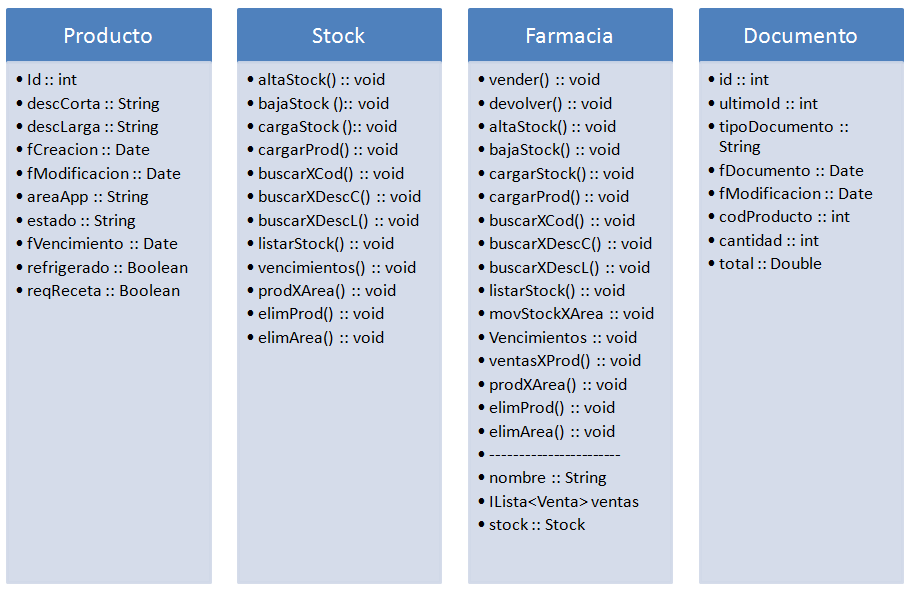 Producto
• Id :: int
• descCorta :: String
• descLarga :: String
• fCreacion :: Date
• fModificacion :: Date
• areaApp :: String
• estado :: String
• fVencimiento :: Date
• refrigerado :: Boolean
• reqReceta :: Boolean
Stock
• altaStock() :: void
• bajaStock ():: void
• cargaStock ():: void
• cargarProd() :: void
• buscarXCod() :: void
• buscarXDescC() :: void
• buscarXDescL() :: void
• listarStock() :: void
• vencimientos() :: void
• prodXArea() :: void
• elimProd() :: void
• elimArea() :: void
Farmacia
• vender() :: void
• devolver() :: void
• altaStock() :: void
• bajaStock() :: void
• cargarStock() :: void
• cargarProd() :: void
• buscarXCod() :: void
• buscarXDescC() :: void
• buscarXDescL() :: void
• listarStock() :: void
• movStockXArea :: void
• Vencimientos :: void
• ventasXProd() :: void
• prodXArea() :: void
• elimProd() :: void
• elimArea() :: void
• ------------------------
• nombre :: String
• ILista<Venta> ventas
• stock :: Stock
Documento
• id :: int
• ultimoId :: int
• tipoDocumento ::
String
• fDocumento :: Date
• fModificacion :: Date
• codProducto :: int
• cantidad :: int
• total :: Double